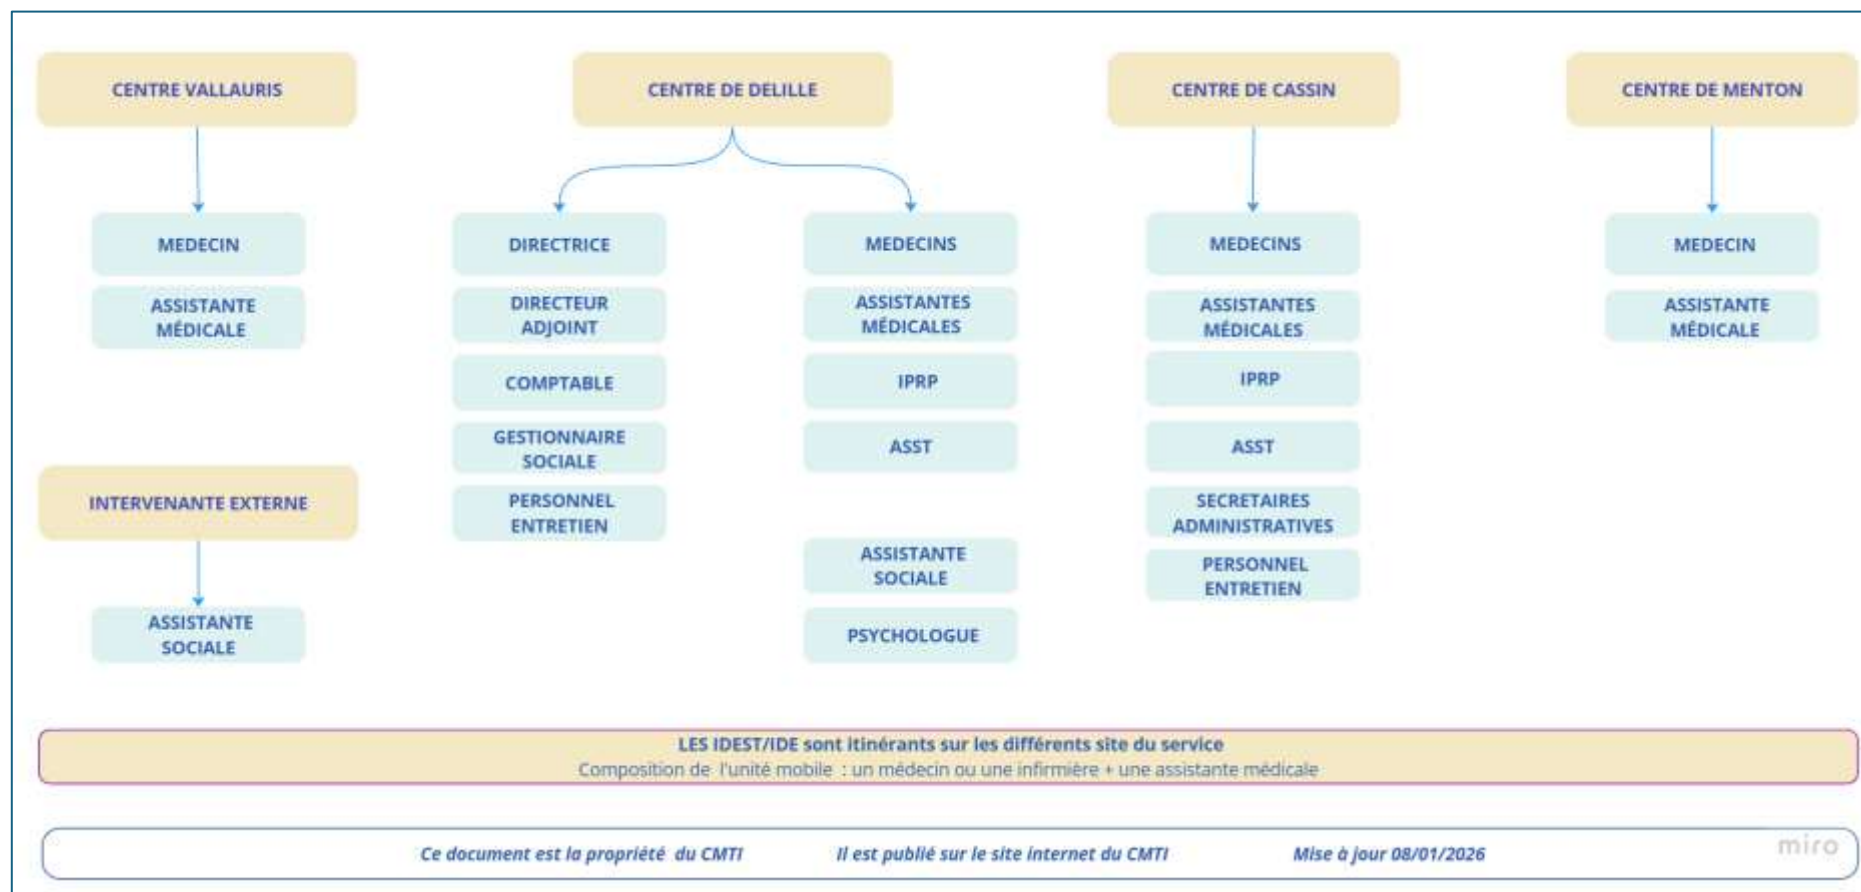 CENTRE VALLAURIS
MEDECIN
ASSISTANTE
MÉDICALE
INTERVENANTE EXTERNE
ASSISTANTE
SOCIALE
CENTRE DE DELILLE
DIRECTRICE
DIRECTEUR
ADJOINT
COMPTABLE
GESTIONNAIRE
SOCIALE
PERSONNEL
ENTRETIEN
MEDECINS
ASSISTANTES
MÉDICALES
IPRP
ASST
ASSISTANTE
SOCIALE
PSYCHOLOGUE
CENTRE DE CASSIN
MEDECINS
ASSISTANTES
MÉDICALES
IPRP
ASST
SECRETAIRES
ADMINISTRATIVES
PERSONNEL
ENTRETIEN
CENTRE DE MENTON
MEDECIN
ASSISTANTE
MÉDICALE
LES IDEST/IDE sont itinérants sur les différents site du service
Composition de l'unité mobile : un médecin ou une infirmière + une assistante médicale
Ce document est la propriété du CMTI Il est publié sur le site internet du CMTI Mise à jour 08/01/2026
miro